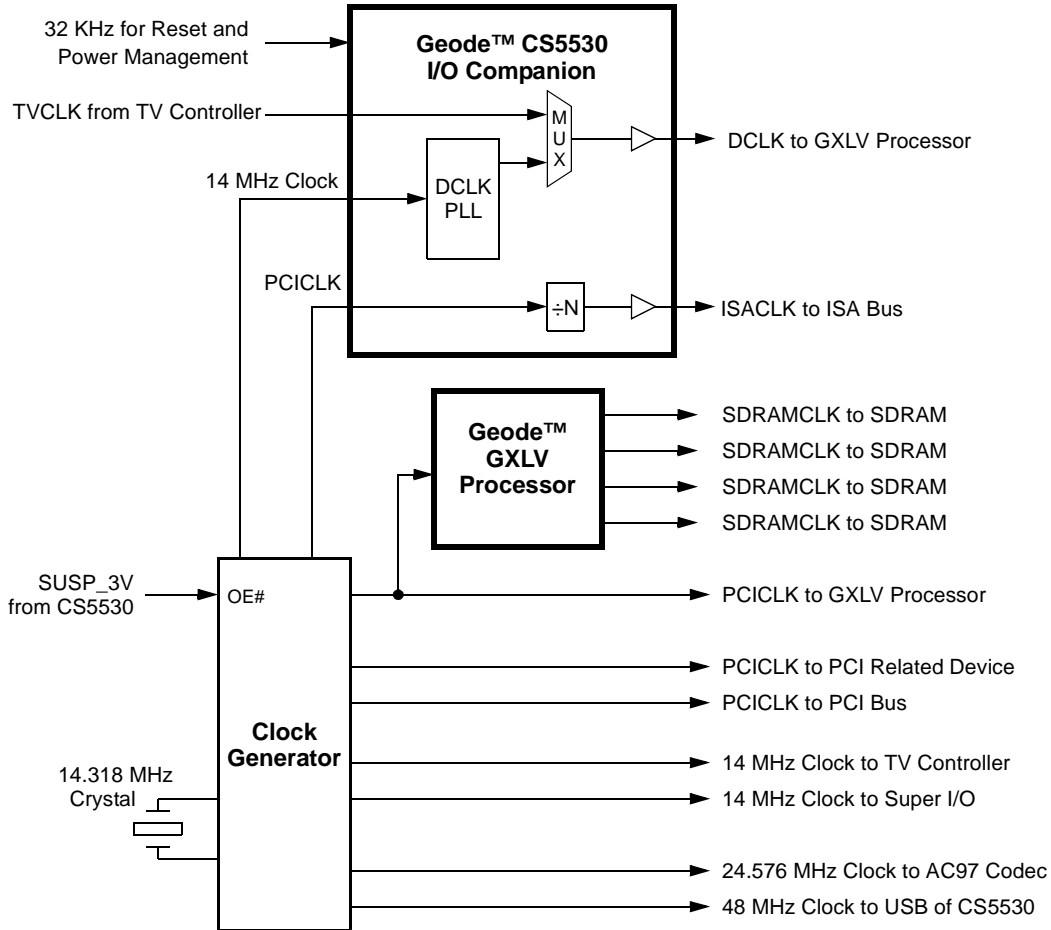 32 KHz for Reset and
Power Management
Geode™ CS5530
I/O Companion
TVCLK from TV Controller
M
U
X
DCLK to GXLV Processor
14 MHz Clock
DCLK
PLL
PCICLK
÷N
ISACLK to ISA Bus
Geode™
GXLV
Processor
SDRAMCLK to SDRAM
SDRAMCLK to SDRAM
SDRAMCLK to SDRAM
SDRAMCLK to SDRAM
SUSP_3V
from CS5530
OE#
PCICLK to GXLV Processor
PCICLK to PCI Related Device
PCICLK to PCI Bus
Clock
Generator
14.318 MHz
Crystal
14 MHz Clock to TV Controller
14 MHz Clock to Super I/O
24.576 MHz Clock to AC97 Codec
48 MHz Clock to USB of CS5530